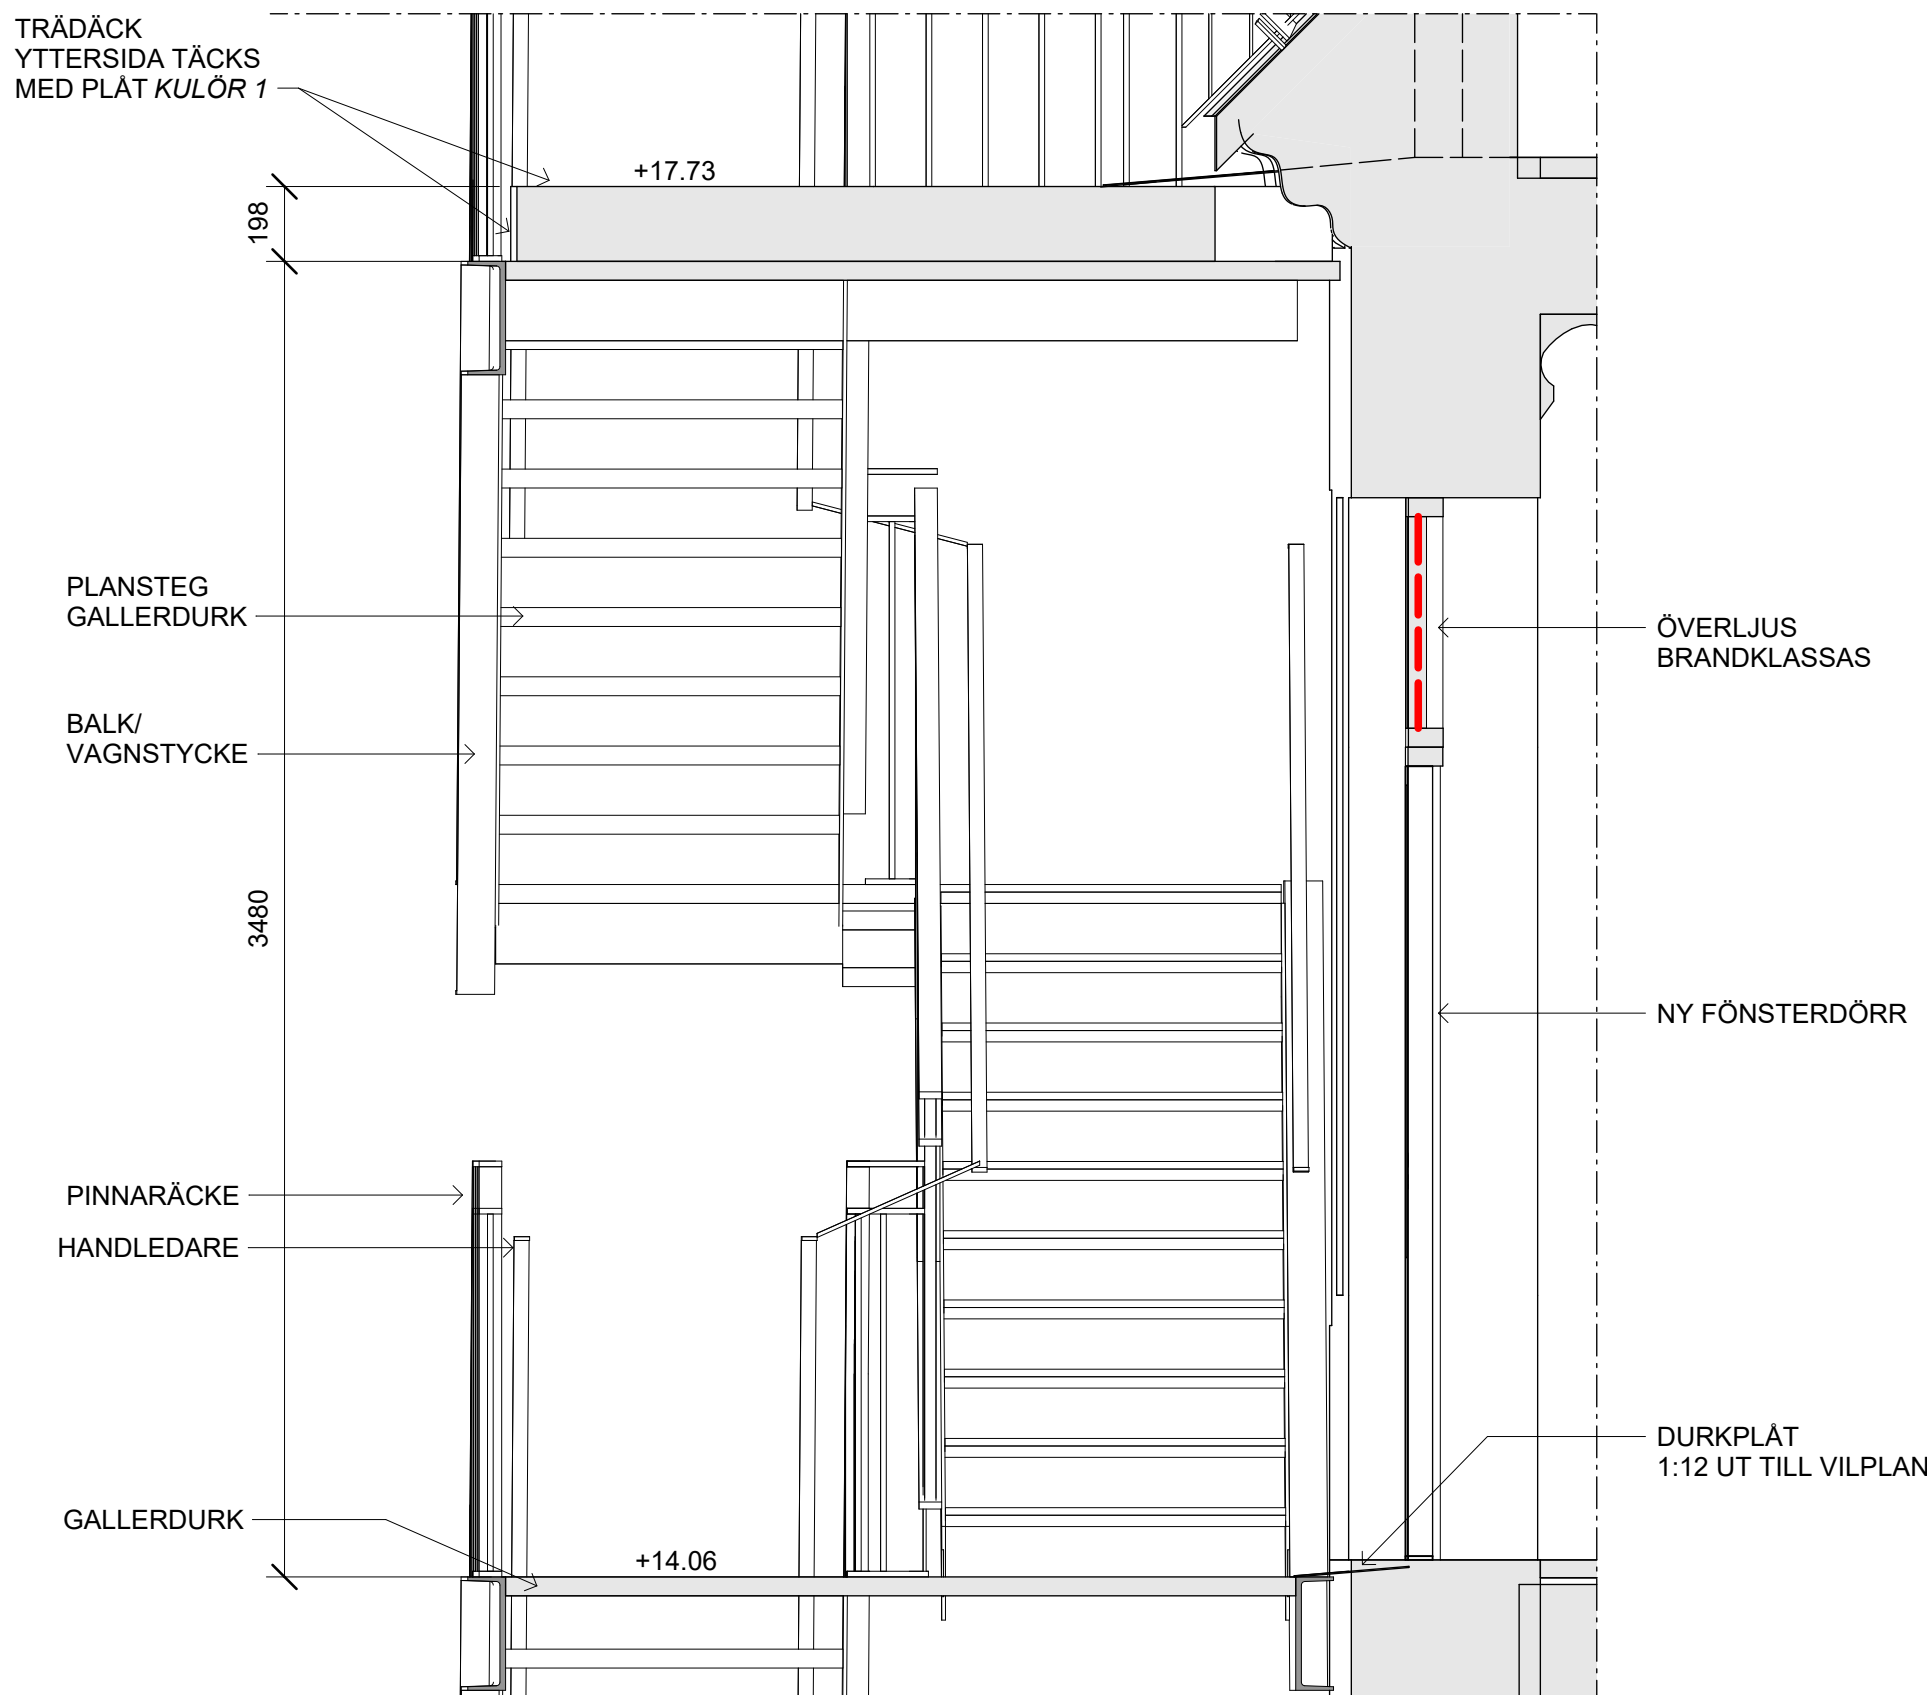 TRÄDÄCK
YTTERSIDA TÄCKS
MED PLÅT KULÖR 1
+17.73
198
PLANSTEG
GALLERDURK
ÖVERLJUS
BRANDKLASSAS
BALK/
VAGNSTYCKE
3480
NY FÖNSTERDÖRR
PINNARÄCKE
HANDLEDARE
DURKPLÅT
1:12 UT TILL VILPLAN
GALLERDURK
+14.06